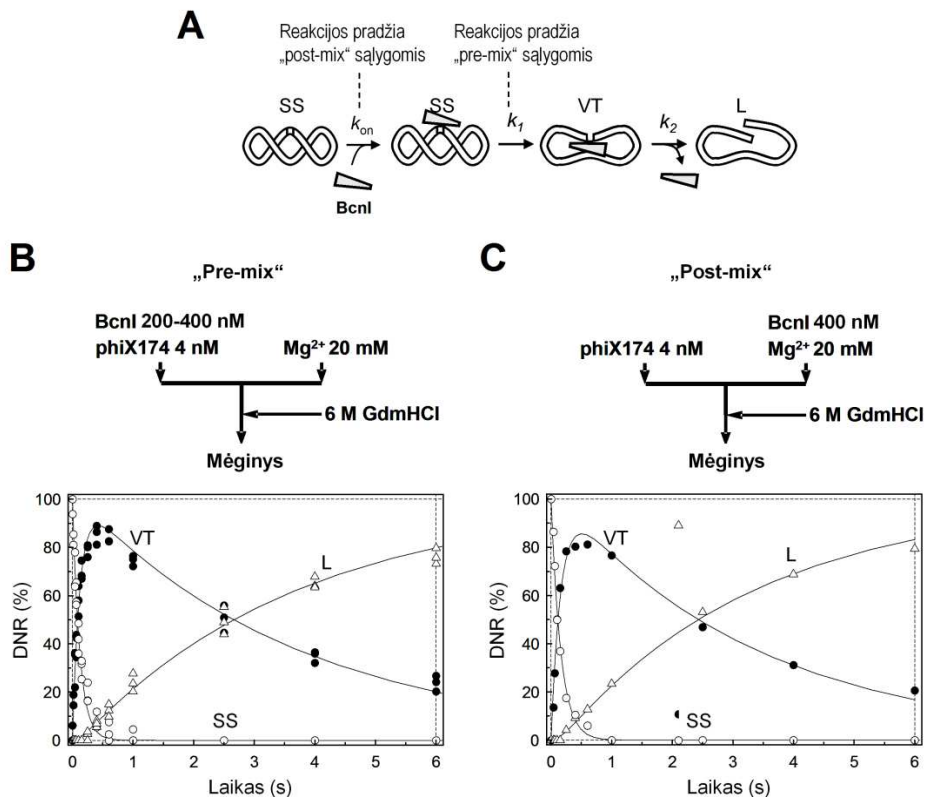 A
Reakcijos pradžia
„post-mix“ sąlygomis
Reakcijos pradžia
„pre-mix“ sąlygomis
SS
kon
BcnI
SS
k1
VT
k2
L
B
„Pre-mix“
BcnI 200-400 nM
phiX174 4 nM
Mg2+ 20 mM
6 M GdmHCl
Mėginys
100
80
60
40
20
0
DNR (%)
VT
L
SS
0 1 2 3 4 5 6
Laikas (s)
C
„Post-mix“
phiX174 4 nM
BcnI 400 nM
Mg2+ 20 mM
6 M GdmHCl
Mėginys
100
80
60
40
20
0
DNR (%)
VT
L
SS
0 1 2 3 4 5 6
Laikas (s)